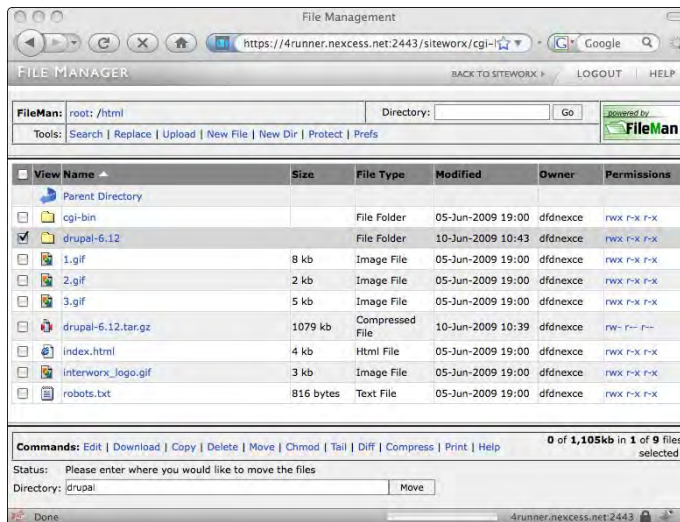 File Management
https://4runner.nexcess.net:2443/siteworx/cgi-
Google
FILE MANAGER
BACK TO SITEWORX
LOGOUT
HELP
FileMan: root: /html
Directory:
Go
powered by
FileMan
Tools: Search | Replace | Upload | New File | New Dir | Protect | Prefs
View Name Size File Type Modified Owner Permissions
Parent Directory
cgi-bin File Folder 05-Jun-2009 19:00 dfdnexce rwx r-x r-x
drupal-6.12 File Folder 10-Jun-2009 10:43 dfdnexce rwx r-x r-x
1.gif 8 kb Image File 05-Jun-2009 19:00 dfdnexce rwx r-x r-x
2.gif 2 kb Image File 05-Jun-2009 19:00 dfdnexce rwx r-x r-x
3.gif 5 kb Image File 05-Jun-2009 19:00 dfdnexce rwx r-x r-x
drupal-6.12.tar.gz 1079 kb Compressed File 10-Jun-2009 10:39 dfdnexce rw- r-- r--
index.html 4 kb Html File 05-Jun-2009 19:00 dfdnexce rwx r-x r-x
interworx_logo.gif 3 kb Image File 05-Jun-2009 19:00 dfdnexce rwx r-x r-x
robots.txt 816 bytes Text File 05-Jun-2009 19:00 dfdnexce rwx r-x r-x
Commands: Edit | Download | Copy | Delete | Move | Chmod | Tail | Diff | Compress | Print | Help
0 of 1,105kb in 1 of 9 files
selected
Status: Please enter where you would like to move the files
Directory: drupal
Move
Done
4runner.nexcess.net:2443